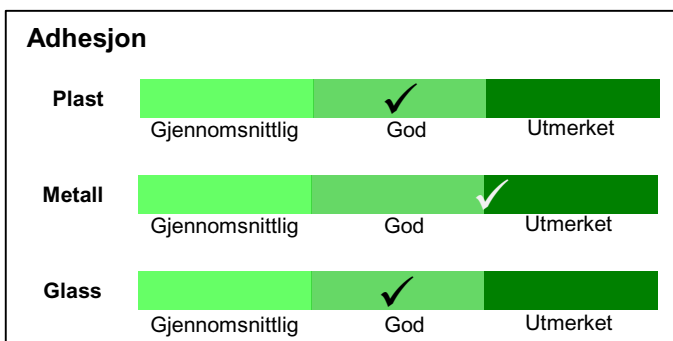 Adhesjon
Plast
Gjennomsnittlig God Utmerket
Metall
Gjennomsnittlig God Utmerket
Glass
Gjennomsnittlig God Utmerket